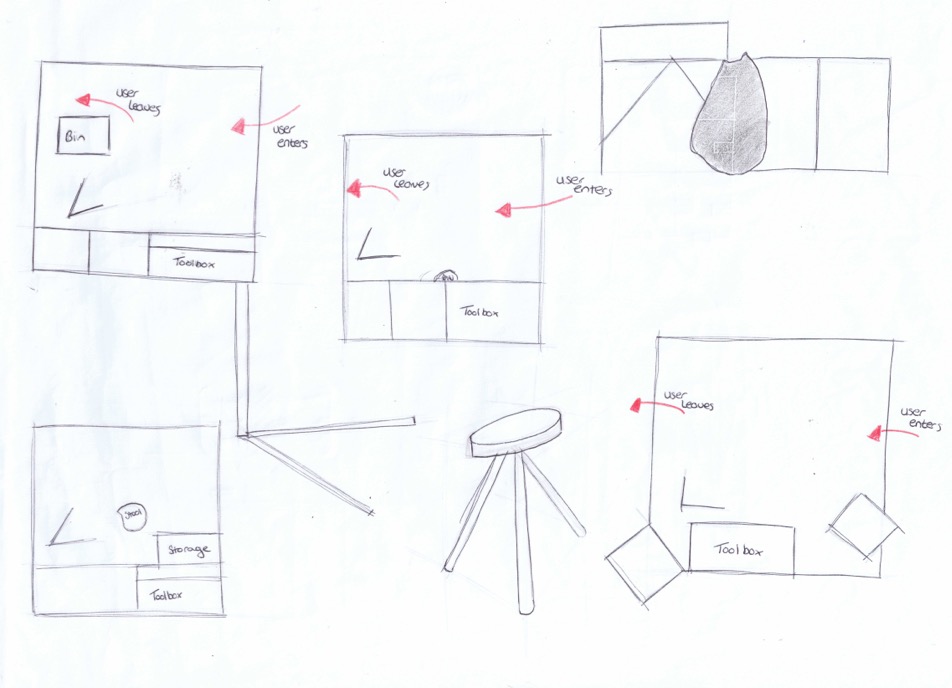 user
leaves
Bin
user
enters
Toolbox
user
leaves
user
enters
Toolbox
Stool
Storage
Toolbox
user
leaves
user
enters
Toolbox